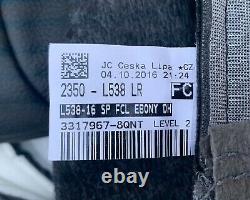 JC Ceska Lipa ★CZ
04.10.2016 21:24
2350 - L538 LR FC
L538-16 SP FCL EBONY DH
3317967-8QNT LEVEL 2